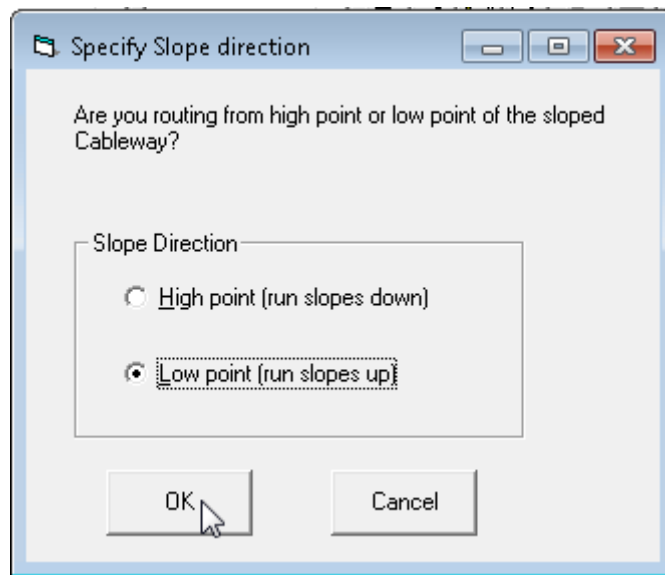 Specify Slope direction
Are you routing from high point or low point of the sloped
Cableway?
Slope Direction
High point (run slopes down)
Low point (run slopes up)
OK
Cancel